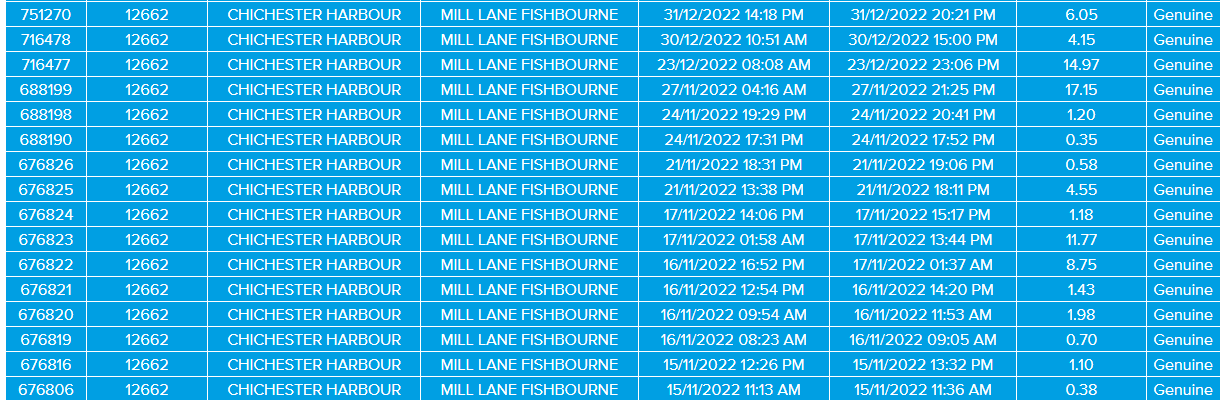 751270 12662 CHICHESTER HARBOUR MILL LANE FISHBOURNE 31/12/2022 14:18 PM 31/12/2022 20:21 PM 6.05 Genuine
716478 12662 CHICHESTER HARBOUR MILL LANE FISHBOURNE 30/12/2022 10:51 AM 30/12/2022 15:00 PM 4.15 Genuine
716477 12662 CHICHESTER HARBOUR MILL LANE FISHBOURNE 23/12/2022 08:08 AM 23/12/2022 23:06 PM 14.97 Genuine
688199 12662 CHICHESTER HARBOUR MILL LANE FISHBOURNE 27/11/2022 04:16 AM 27/11/2022 21:25 PM 17.15 Genuine
688198 12662 CHICHESTER HARBOUR MILL LANE FISHBOURNE 24/11/2022 19:29 PM 24/11/2022 20:41 PM 1.20 Genuine
688190 12662 CHICHESTER HARBOUR MILL LANE FISHBOURNE 24/11/2022 17:31 PM 24/11/2022 17:52 PM 0.35 Genuine
676826 12662 CHICHESTER HARBOUR MILL LANE FISHBOURNE 21/11/2022 18:31 PM 21/11/2022 19:06 PM 0.58 Genuine
676825 12662 CHICHESTER HARBOUR MILL LANE FISHBOURNE 21/11/2022 13:38 PM 21/11/2022 18:11 PM 4.55 Genuine
676824 12662 CHICHESTER HARBOUR MILL LANE FISHBOURNE 17/11/2022 14:06 PM 17/11/2022 15:17 PM 1.18 Genuine
676823 12662 CHICHESTER HARBOUR MILL LANE FISHBOURNE 17/11/2022 01:58 AM 17/11/2022 13:44 PM 11.77 Genuine
676822 12662 CHICHESTER HARBOUR MILL LANE FISHBOURNE 16/11/2022 16:52 PM 17/11/2022 01:37 AM 8.75 Genuine
676821 12662 CHICHESTER HARBOUR MILL LANE FISHBOURNE 16/11/2022 12:54 PM 16/11/2022 14:20 PM 1.43 Genuine
676820 12662 CHICHESTER HARBOUR MILL LANE FISHBOURNE 16/11/2022 09:54 AM 16/11/2022 11:53 AM 1.98 Genuine
676819 12662 CHICHESTER HARBOUR MILL LANE FISHBOURNE 16/11/2022 08:23 AM 16/11/2022 09:05 AM 0.70 Genuine
676816 12662 CHICHESTER HARBOUR MILL LANE FISHBOURNE 15/11/2022 12:26 PM 15/11/2022 13:32 PM 1.10 Genuine
676806 12662 CHICHESTER HARBOUR MILL LANE FISHBOURNE 15/11/2022 11:13 AM 15/11/2022 11:36 AM 0.38 Genuine